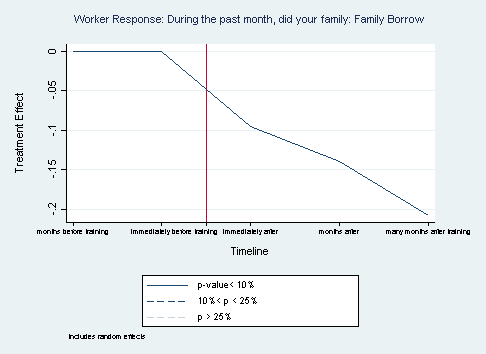 Worker Response: During the past month, did your family: Family Borrow
Treatment Effect
0
-.05
-.1
-.15
-.2
months before training immediately before training immediately after months after many months after training
Timeline
p-value< 10%
10%< p < 25%
p > 25%
Includes random effects